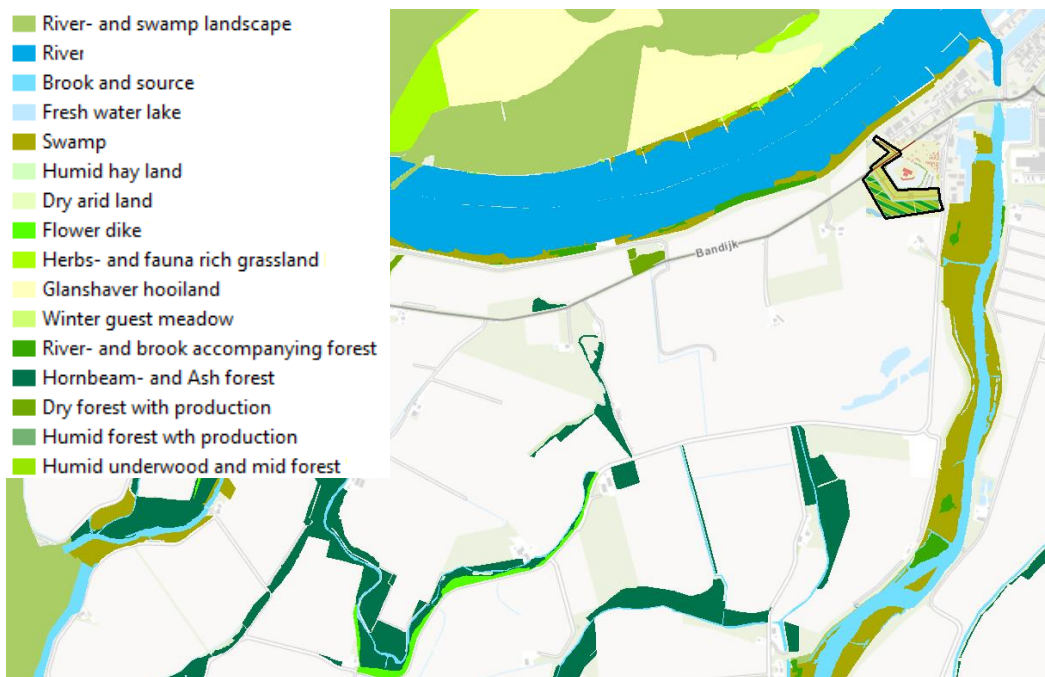 River- and swamp landscape
River
Brook and source
Fresh water lake
Swamp
Humid hay land
Dry arid land
Flower dike
Herbs- and fauna rich grassland
Glanshaver hooiland
Winter guest meadow
River- and brook accompanying forest
Hornbeam- and Ash forest
Dry forest with production
Humid forest wth production
Humid underwood and mid forest
Bandijk